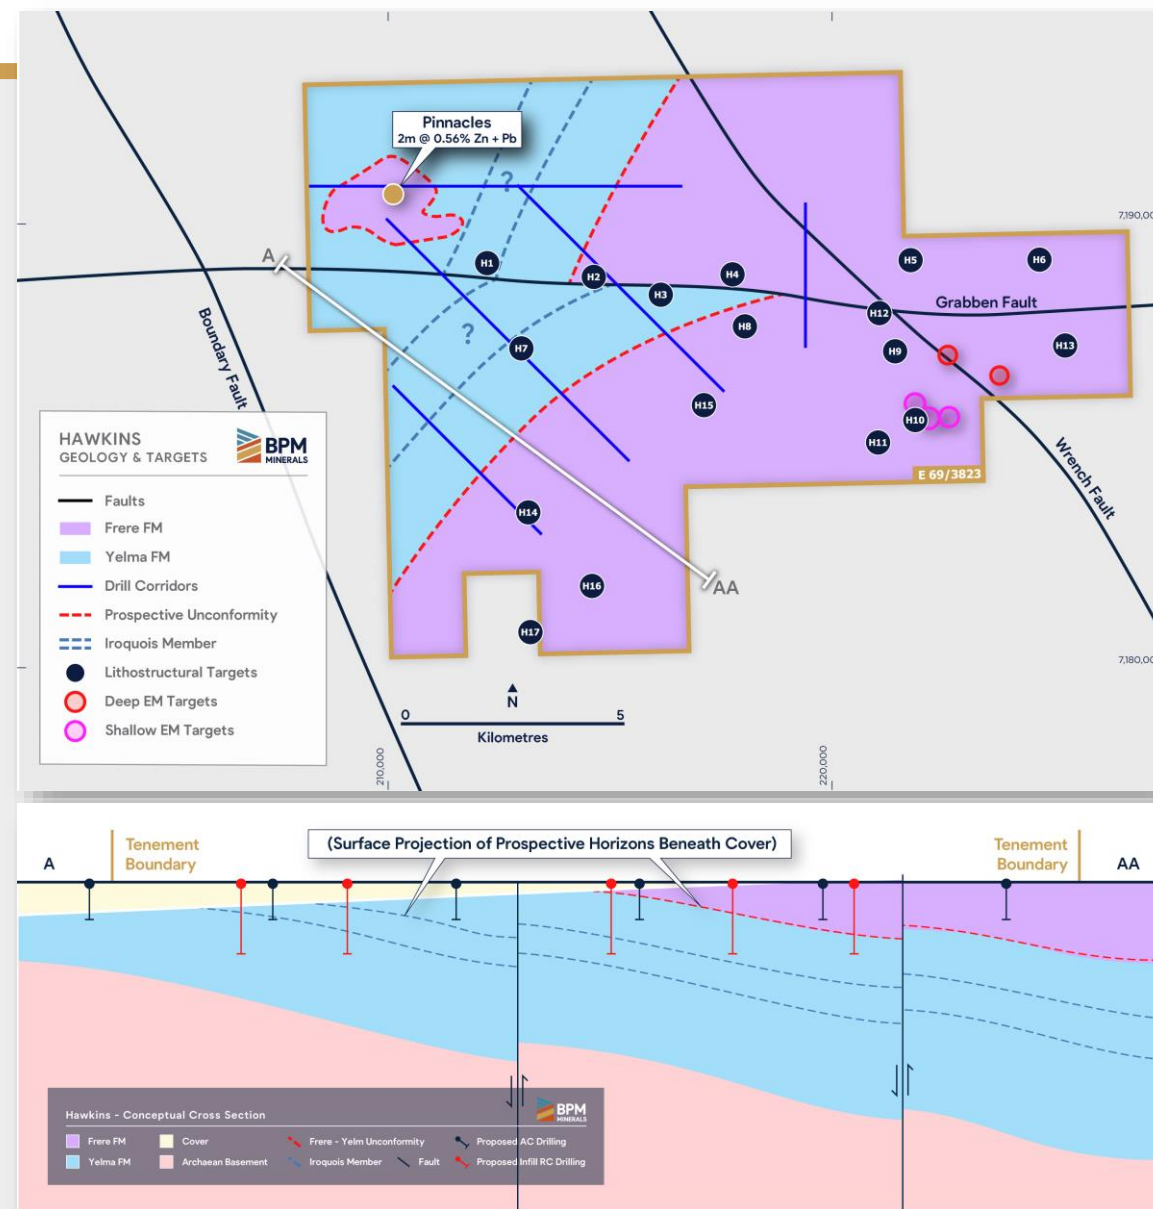 Pinnacles
2m @ 0.56% Zn + Pb
?
7,190,00
A
H1
H2
H3
H4
H5
H6
Grabben Fault
H12
?
H7
H8
H9
H13
Boundary Fault
H15
H10
H11
E 69/3823
Wrench Fault
H14
AA
H16
H17
7,180,00
HAWKINS
GEOLOGY & TARGETS
BPM
MINERALS
Faults
Frere FM
Yelma FM
Drill Corridors
Prospective Unconformity
Iroquois Member
Lithostructural Targets
Deep EM Targets
Shallow EM Targets
N
0 5
Kilometres
210,000
220,000
A
Tenement
Boundary
(Surface Projection of Prospective Horizons Beneath Cover)
Tenement
Boundary
AA
Hawkins - Conceptual Cross Section
BPM
MINERALS
Frere FM Cover Frere - Yelm Unconformity Proposed AC Drilling
Yelma FM Archaean Basement Iroquois Member Fault Proposed Infill RC Drilling